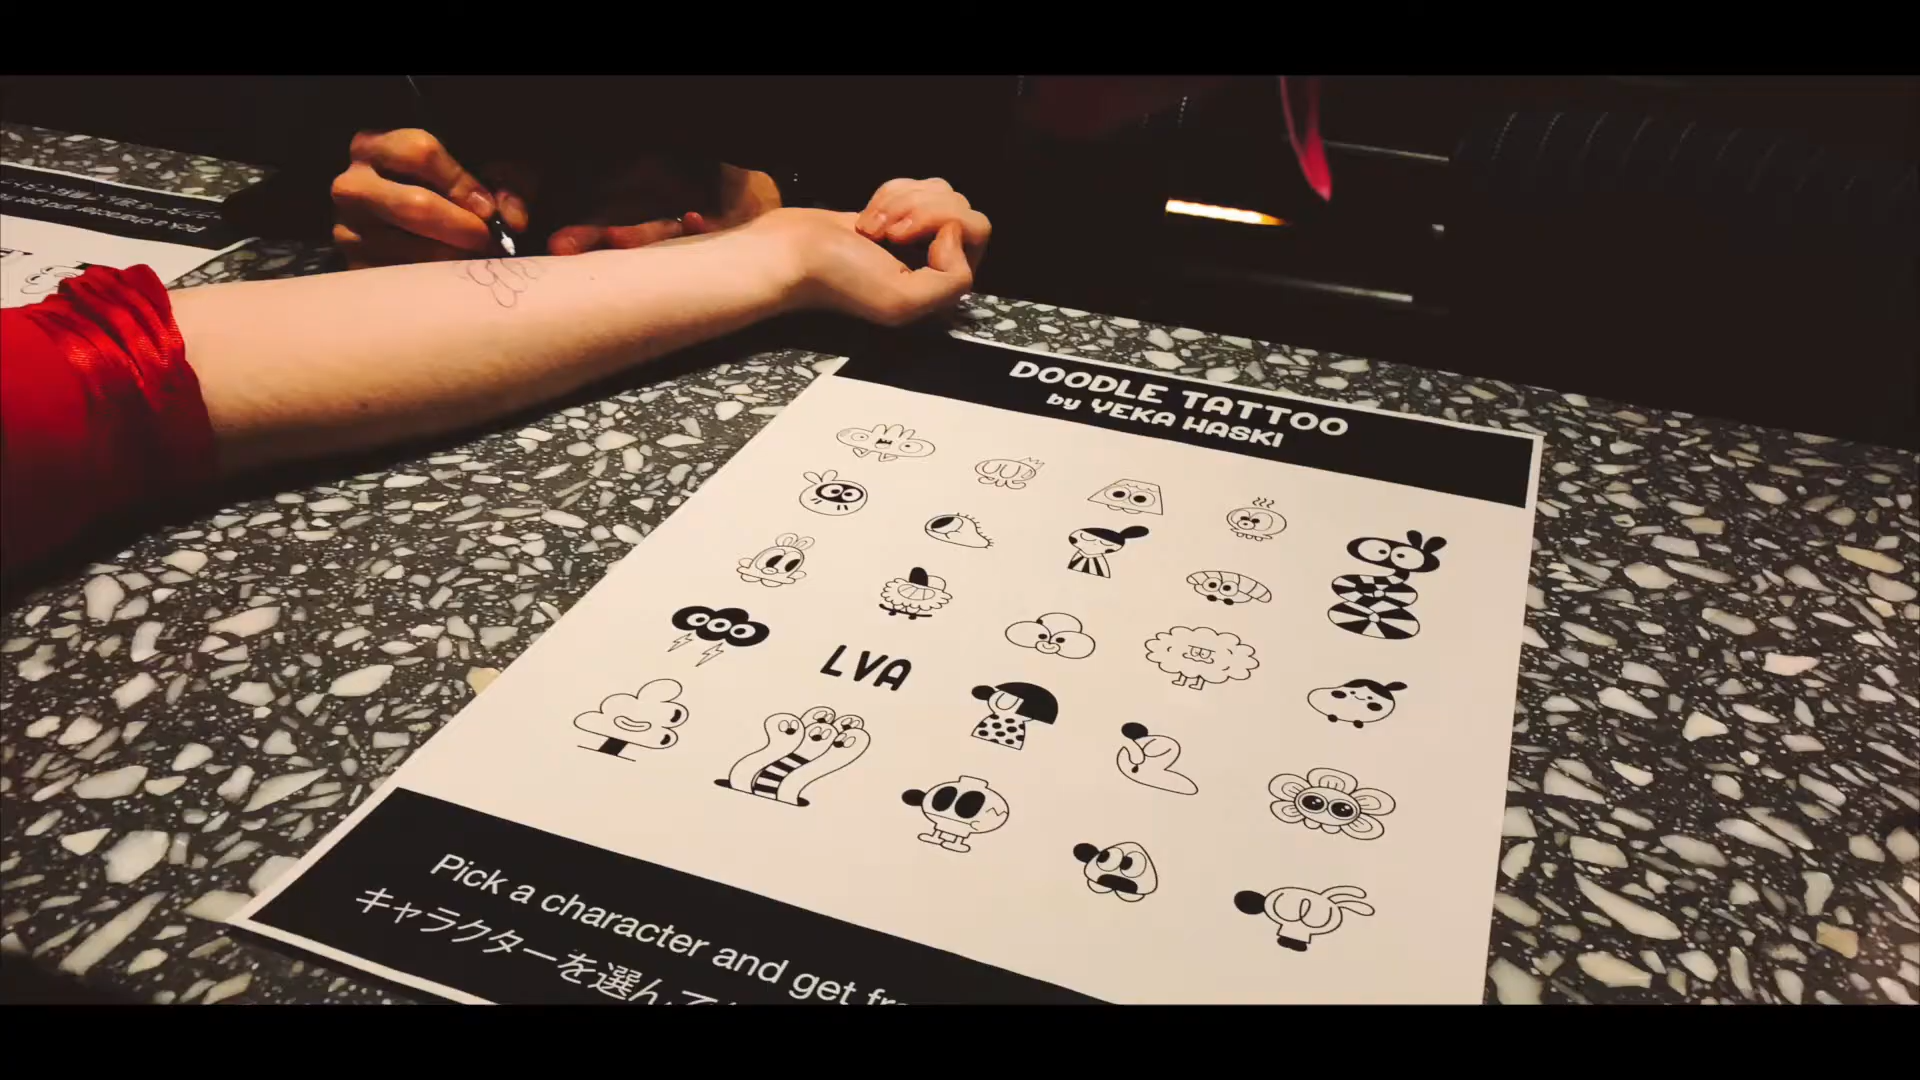 DOODLE TATTOO
by YEKA HASKI
LVA
Pick a character and get
キャラクターを選んで